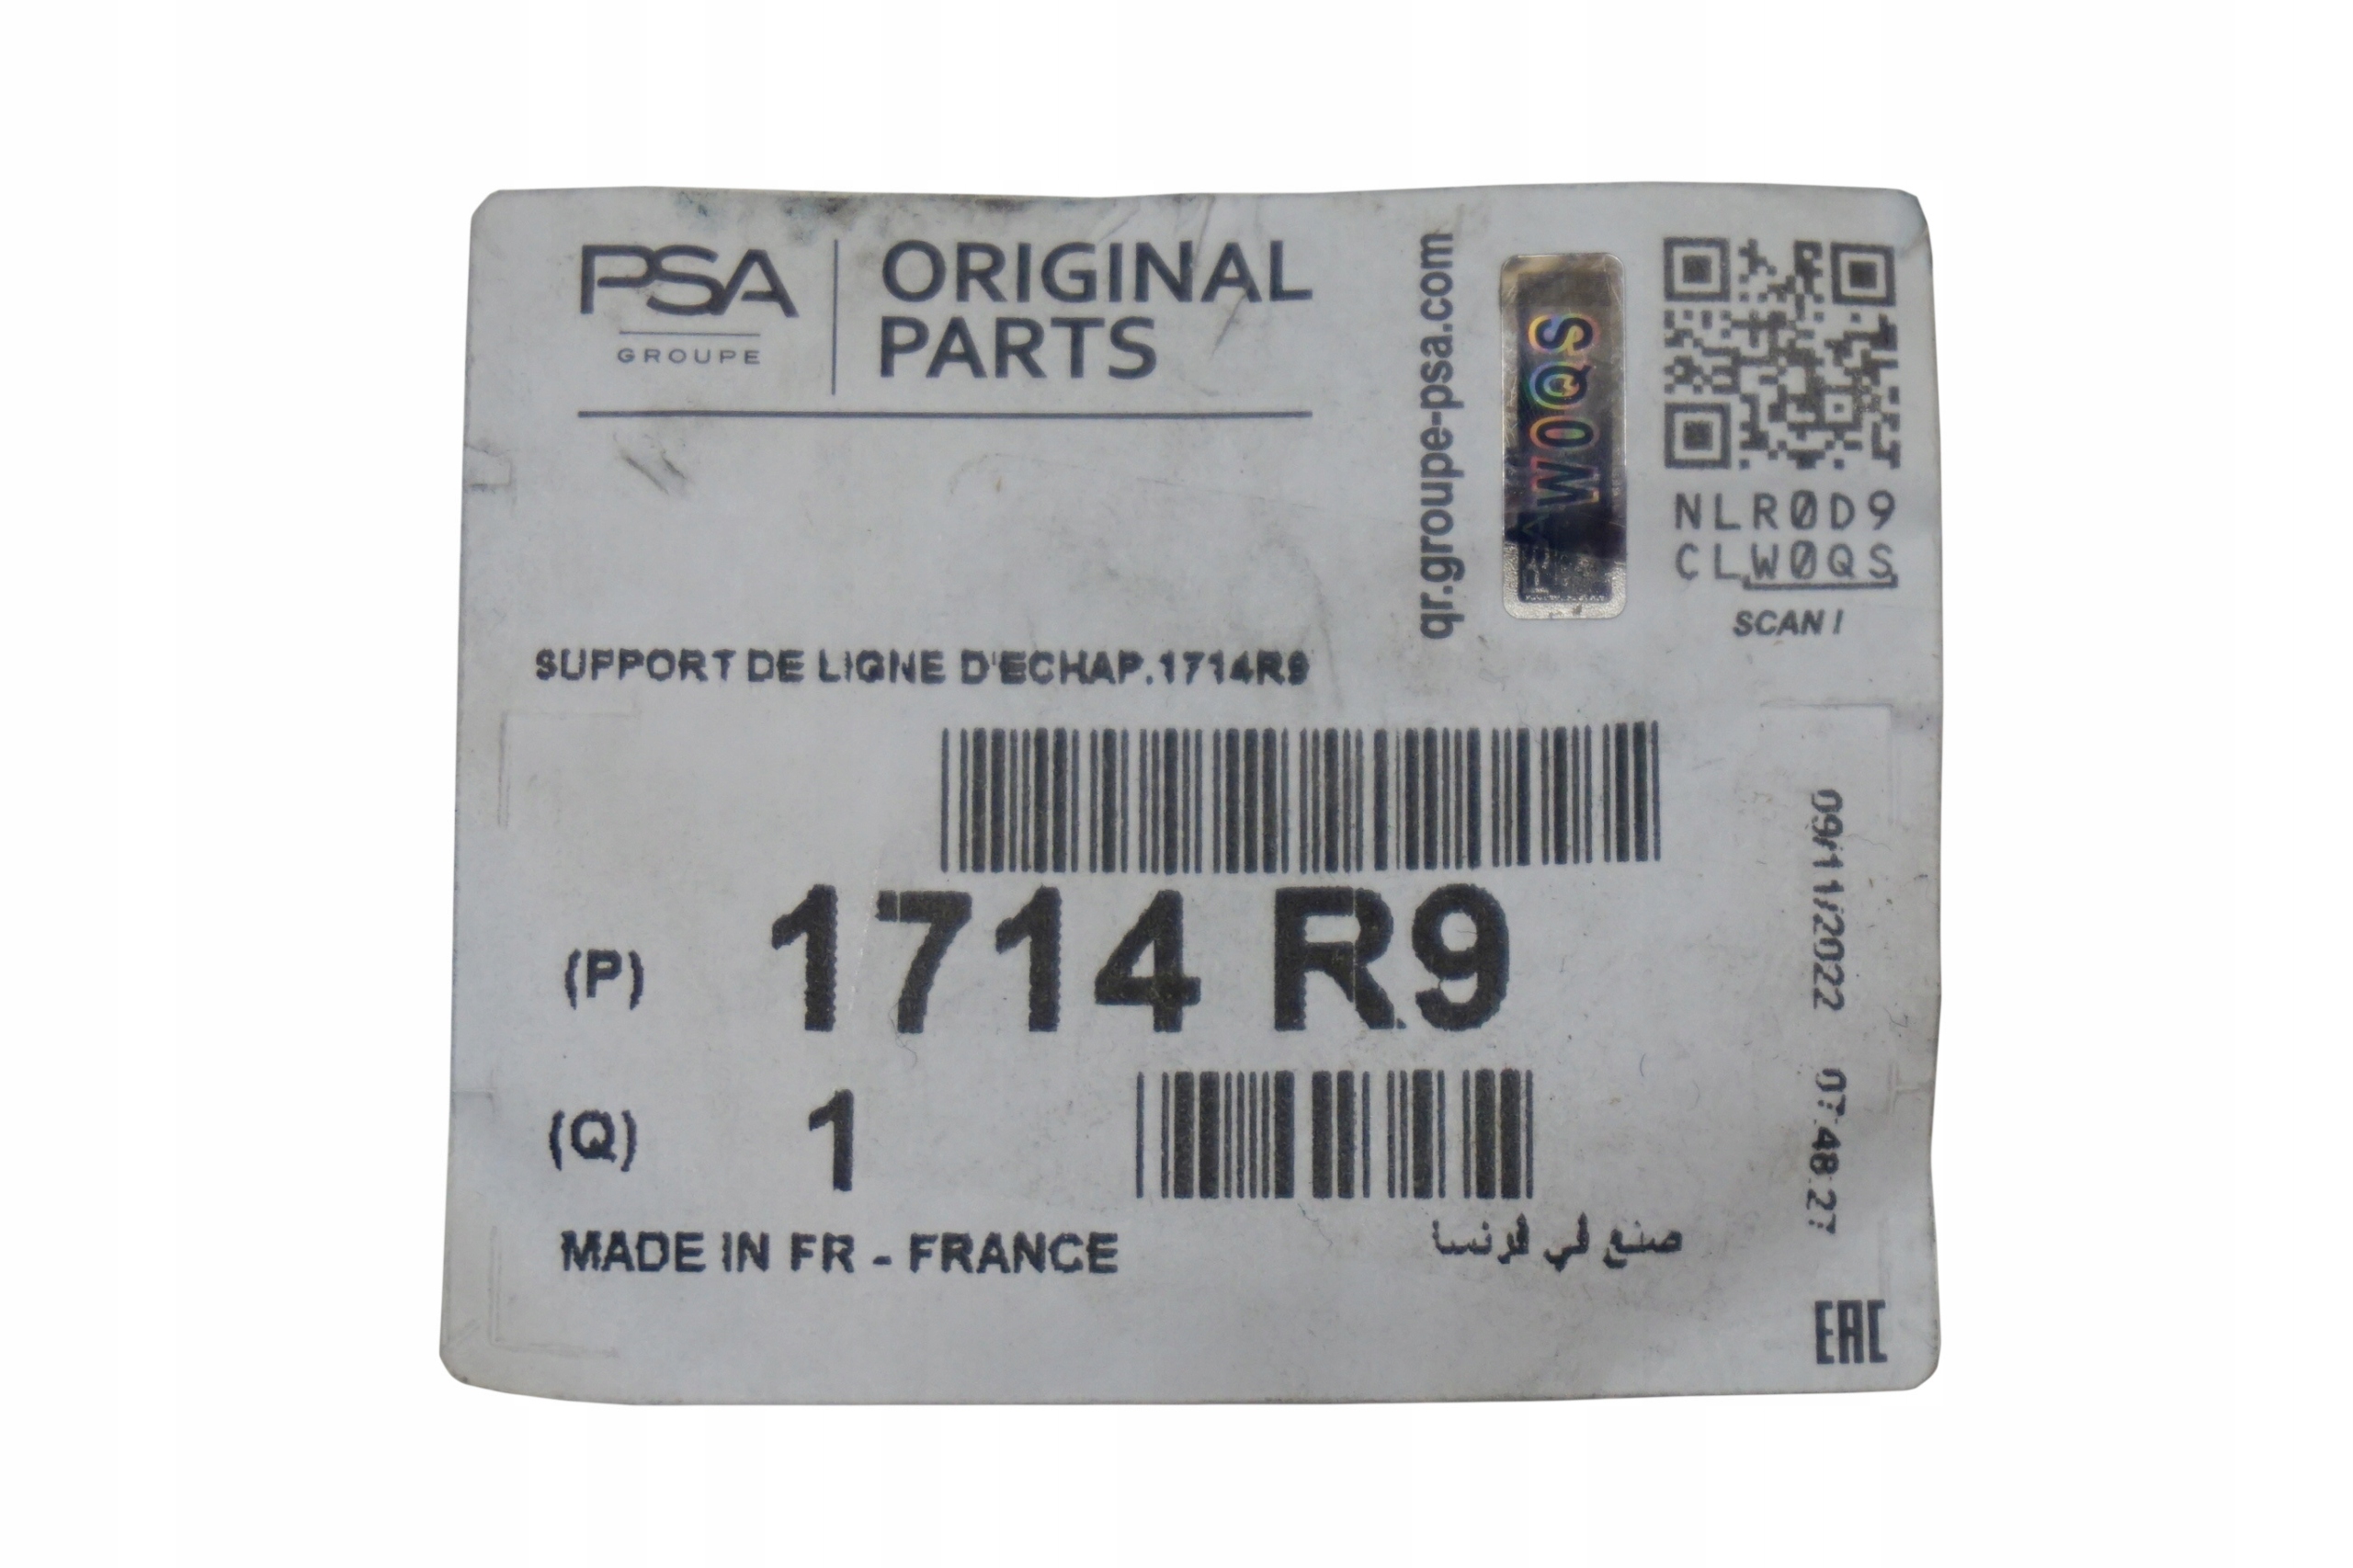 PSA
GROUPE
ORIGINAL
PARTS
qr.groupe-psa.com
W0QS
NLR0D9
CLW0QS
SCAN !
SUPPORT DE LIGNE D'ECHAP.1714R9
(P) 1714 R9
(Q) 1
MADE IN FR - FRANCE
صنع في فرنسا
09/11/2022 07:48:27
EAC